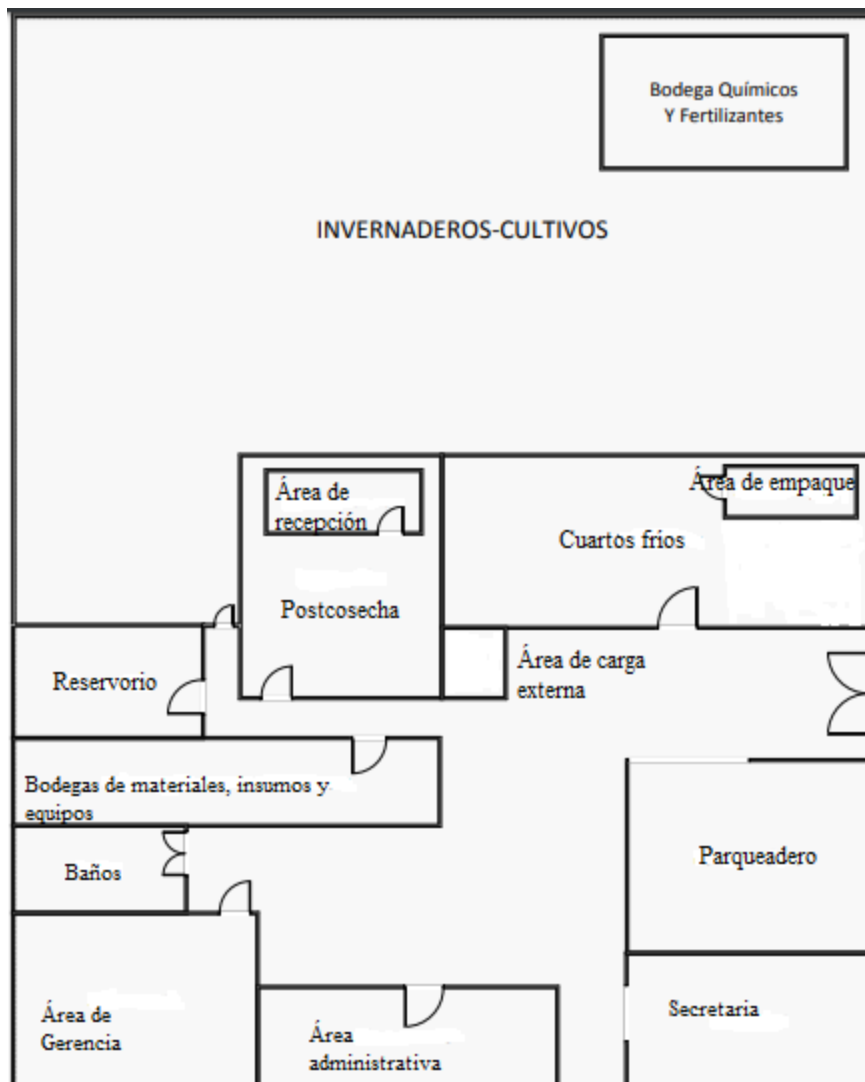 Bodega Químicos
Y Fertilizantes
INVERNADEROS-CULTIVOS
Área de
recepción
Área de empaque
Cuartos frios
Postcosecha
Área de carga
externa
Reservorio
Bodegas de materiales, insumos y
equipos
Parqueadero
Baños
Secretaria
Área de
Gerencia
Área
administrativa